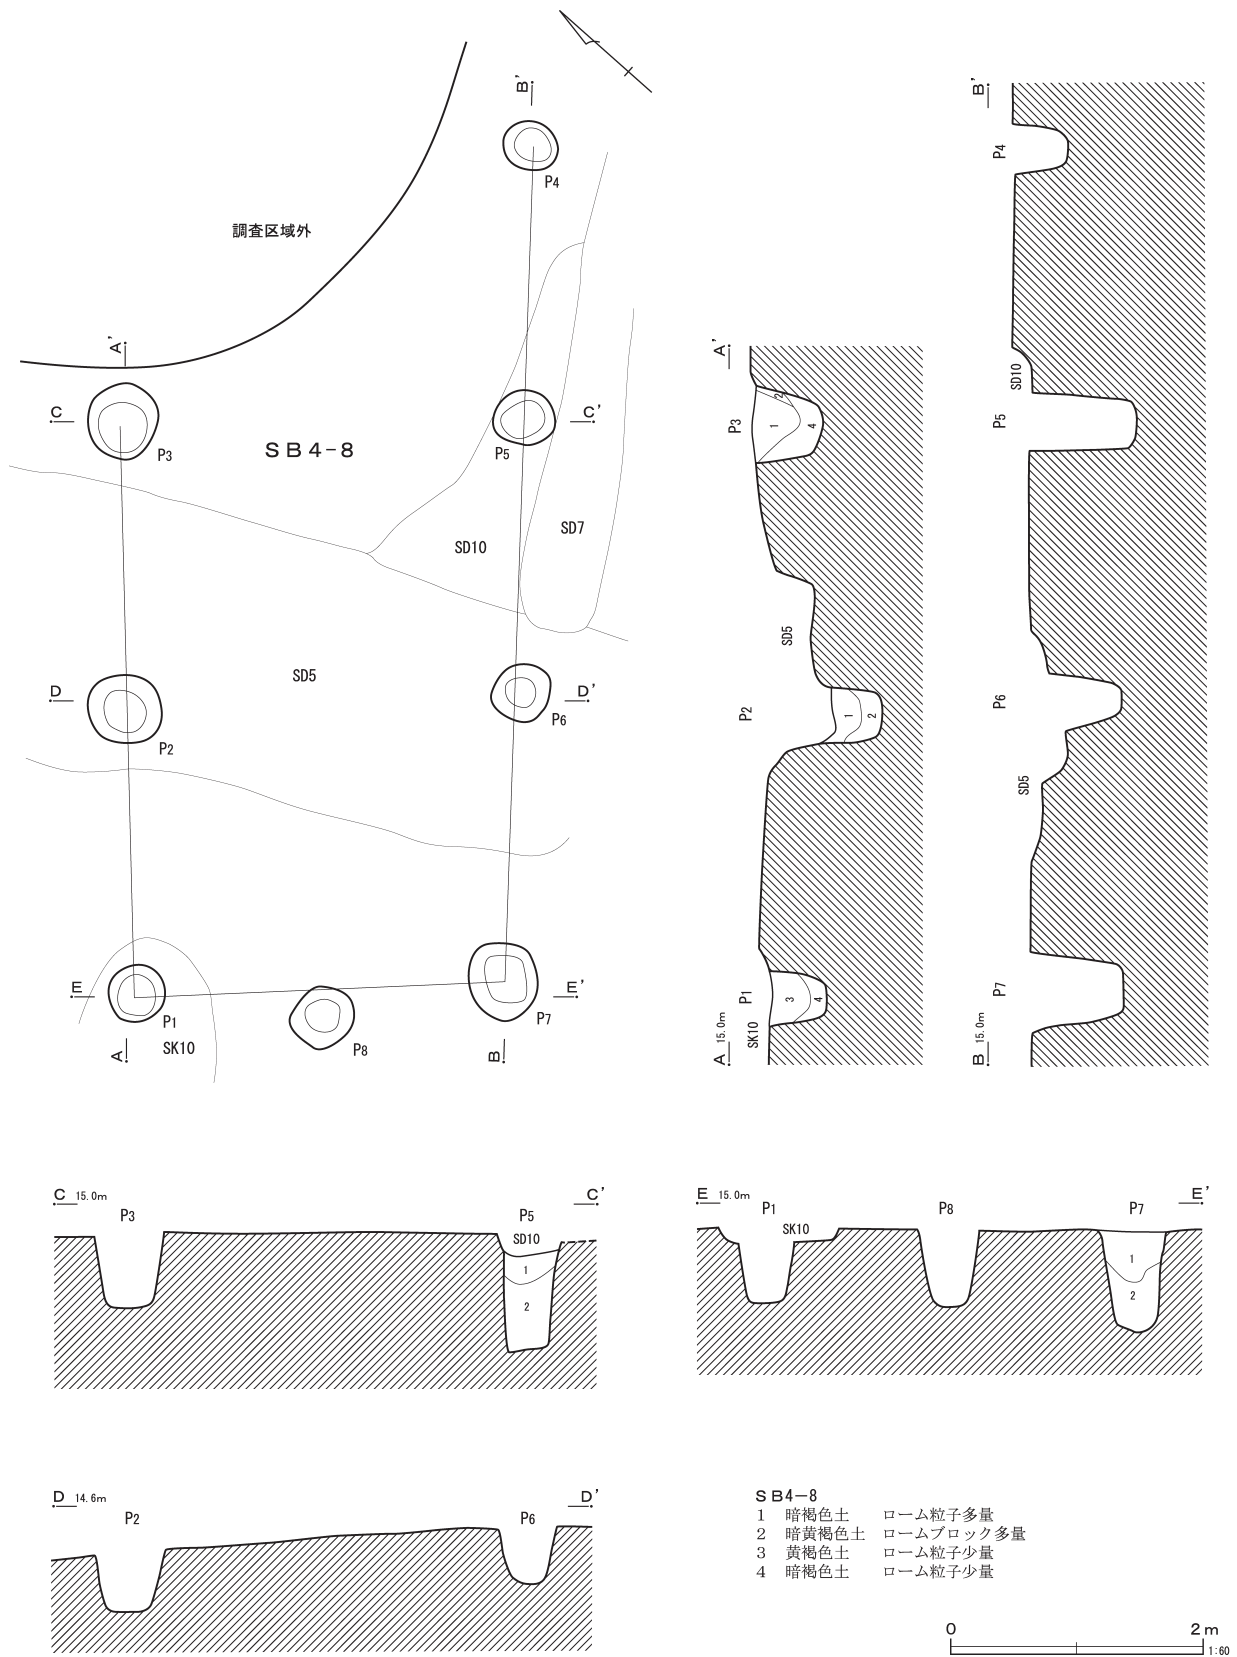 B'
P4
調査区域外
A'
C
C'
P3
SB4-8
P5
SD10
SD7
SD5
D
D'
P2
P6
E
E'
P1
SK10
P8
P7
A
B
A'
P3
2
1
4
SD5
P2
1
2
P1
3
4
SK10
A 15.0m
B'
P4
SD10
P5
P6
SD5
P7
B 15.0m
C 15.0m
C'
P3
P5
SD10
1
2
E 15.0m
E'
P1
SK10
P8
P7
1
2
D 14.6m
D'
P2
P6
SB4-8
1 暗褐色土 ローム粒子多量
2 暗黄褐色土 ロームブロック多量
3 黄褐色土 ローム粒子少量
4 暗褐色土 ローム粒子少量
0 2m
1:60